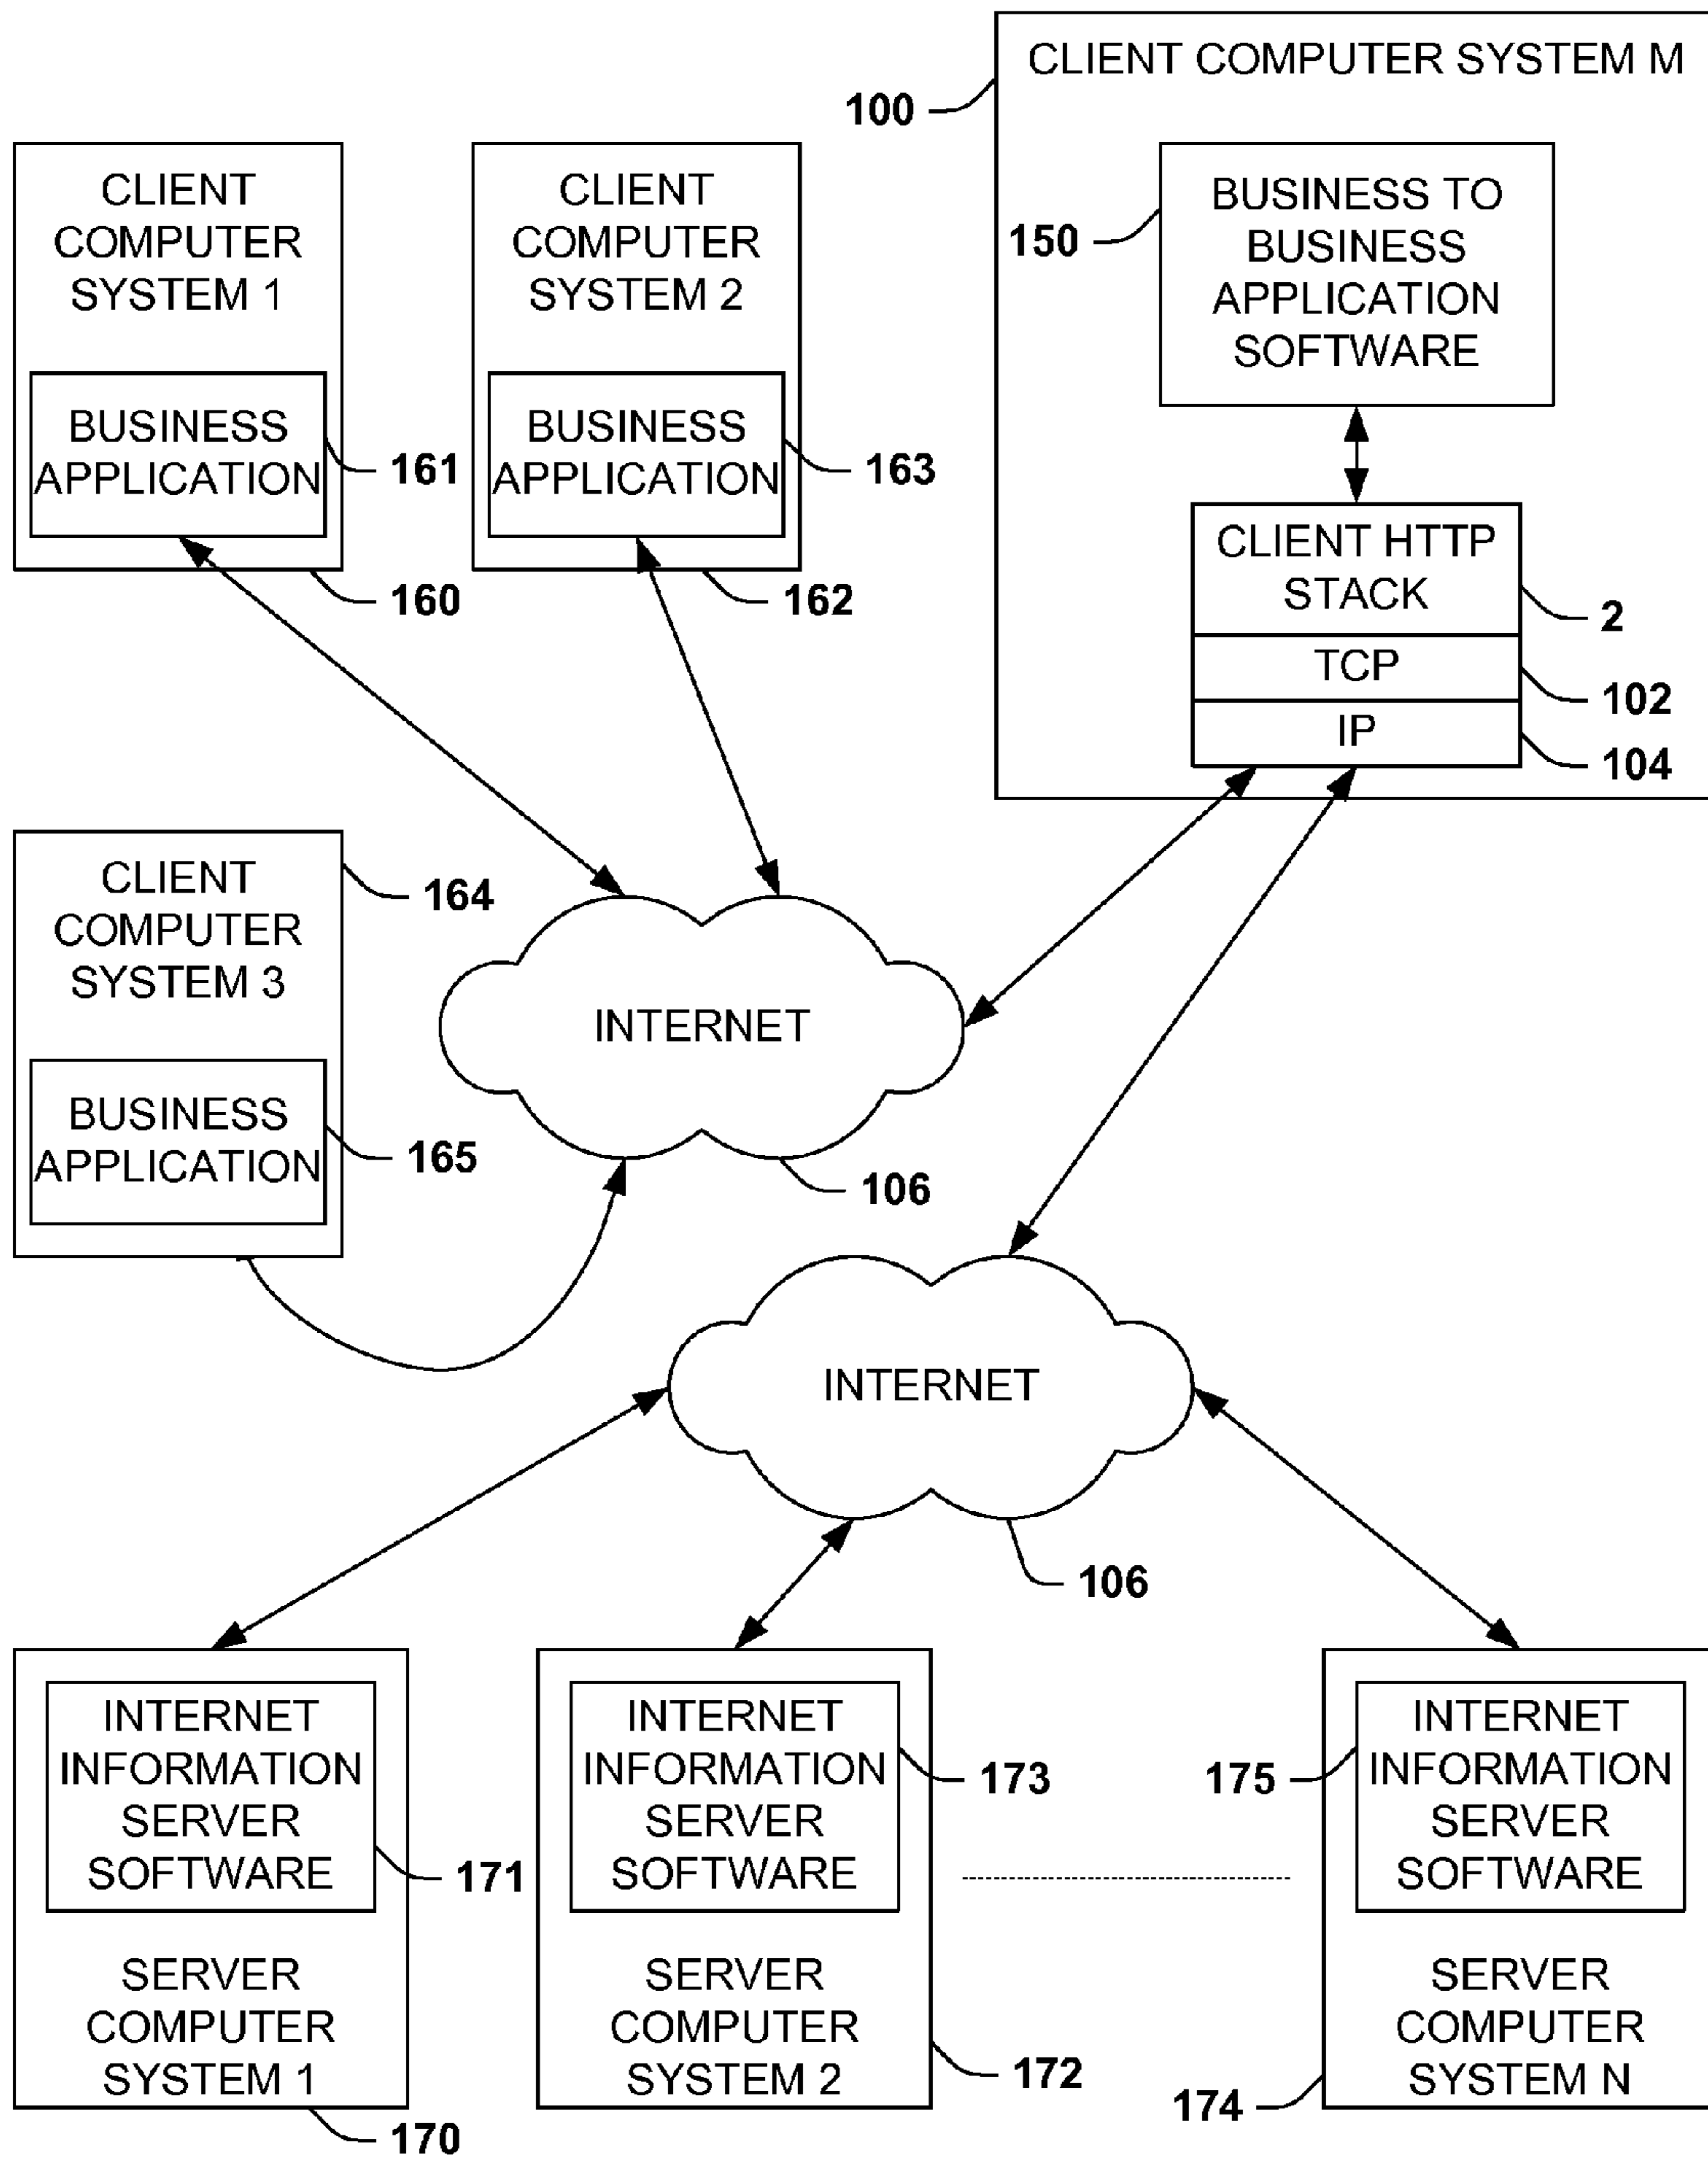 CLIENT COMPUTER SYSTEM M
100
BUSINESS TO
BUSINESS
APPLICATION
SOFTWARE
150
CLIENT HTTP
STACK
2
TCP
102
IP
104
CLIENT
COMPUTER
SYSTEM 1
BUSINESS
APPLICATION
161
160
CLIENT
COMPUTER
SYSTEM 2
BUSINESS
APPLICATION
163
162
CLIENT
COMPUTER
SYSTEM 3
164
BUSINESS
APPLICATION
165
INTERNET
106
INTERNET
106
INTERNET
INFORMATION
SERVER
SOFTWARE
171
SERVER
COMPUTER
SYSTEM 1
170
INTERNET
INFORMATION
SERVER
SOFTWARE
173
SERVER
COMPUTER
SYSTEM 2
172
INTERNET
INFORMATION
SERVER
SOFTWARE
175
SERVER
COMPUTER
SYSTEM N
174